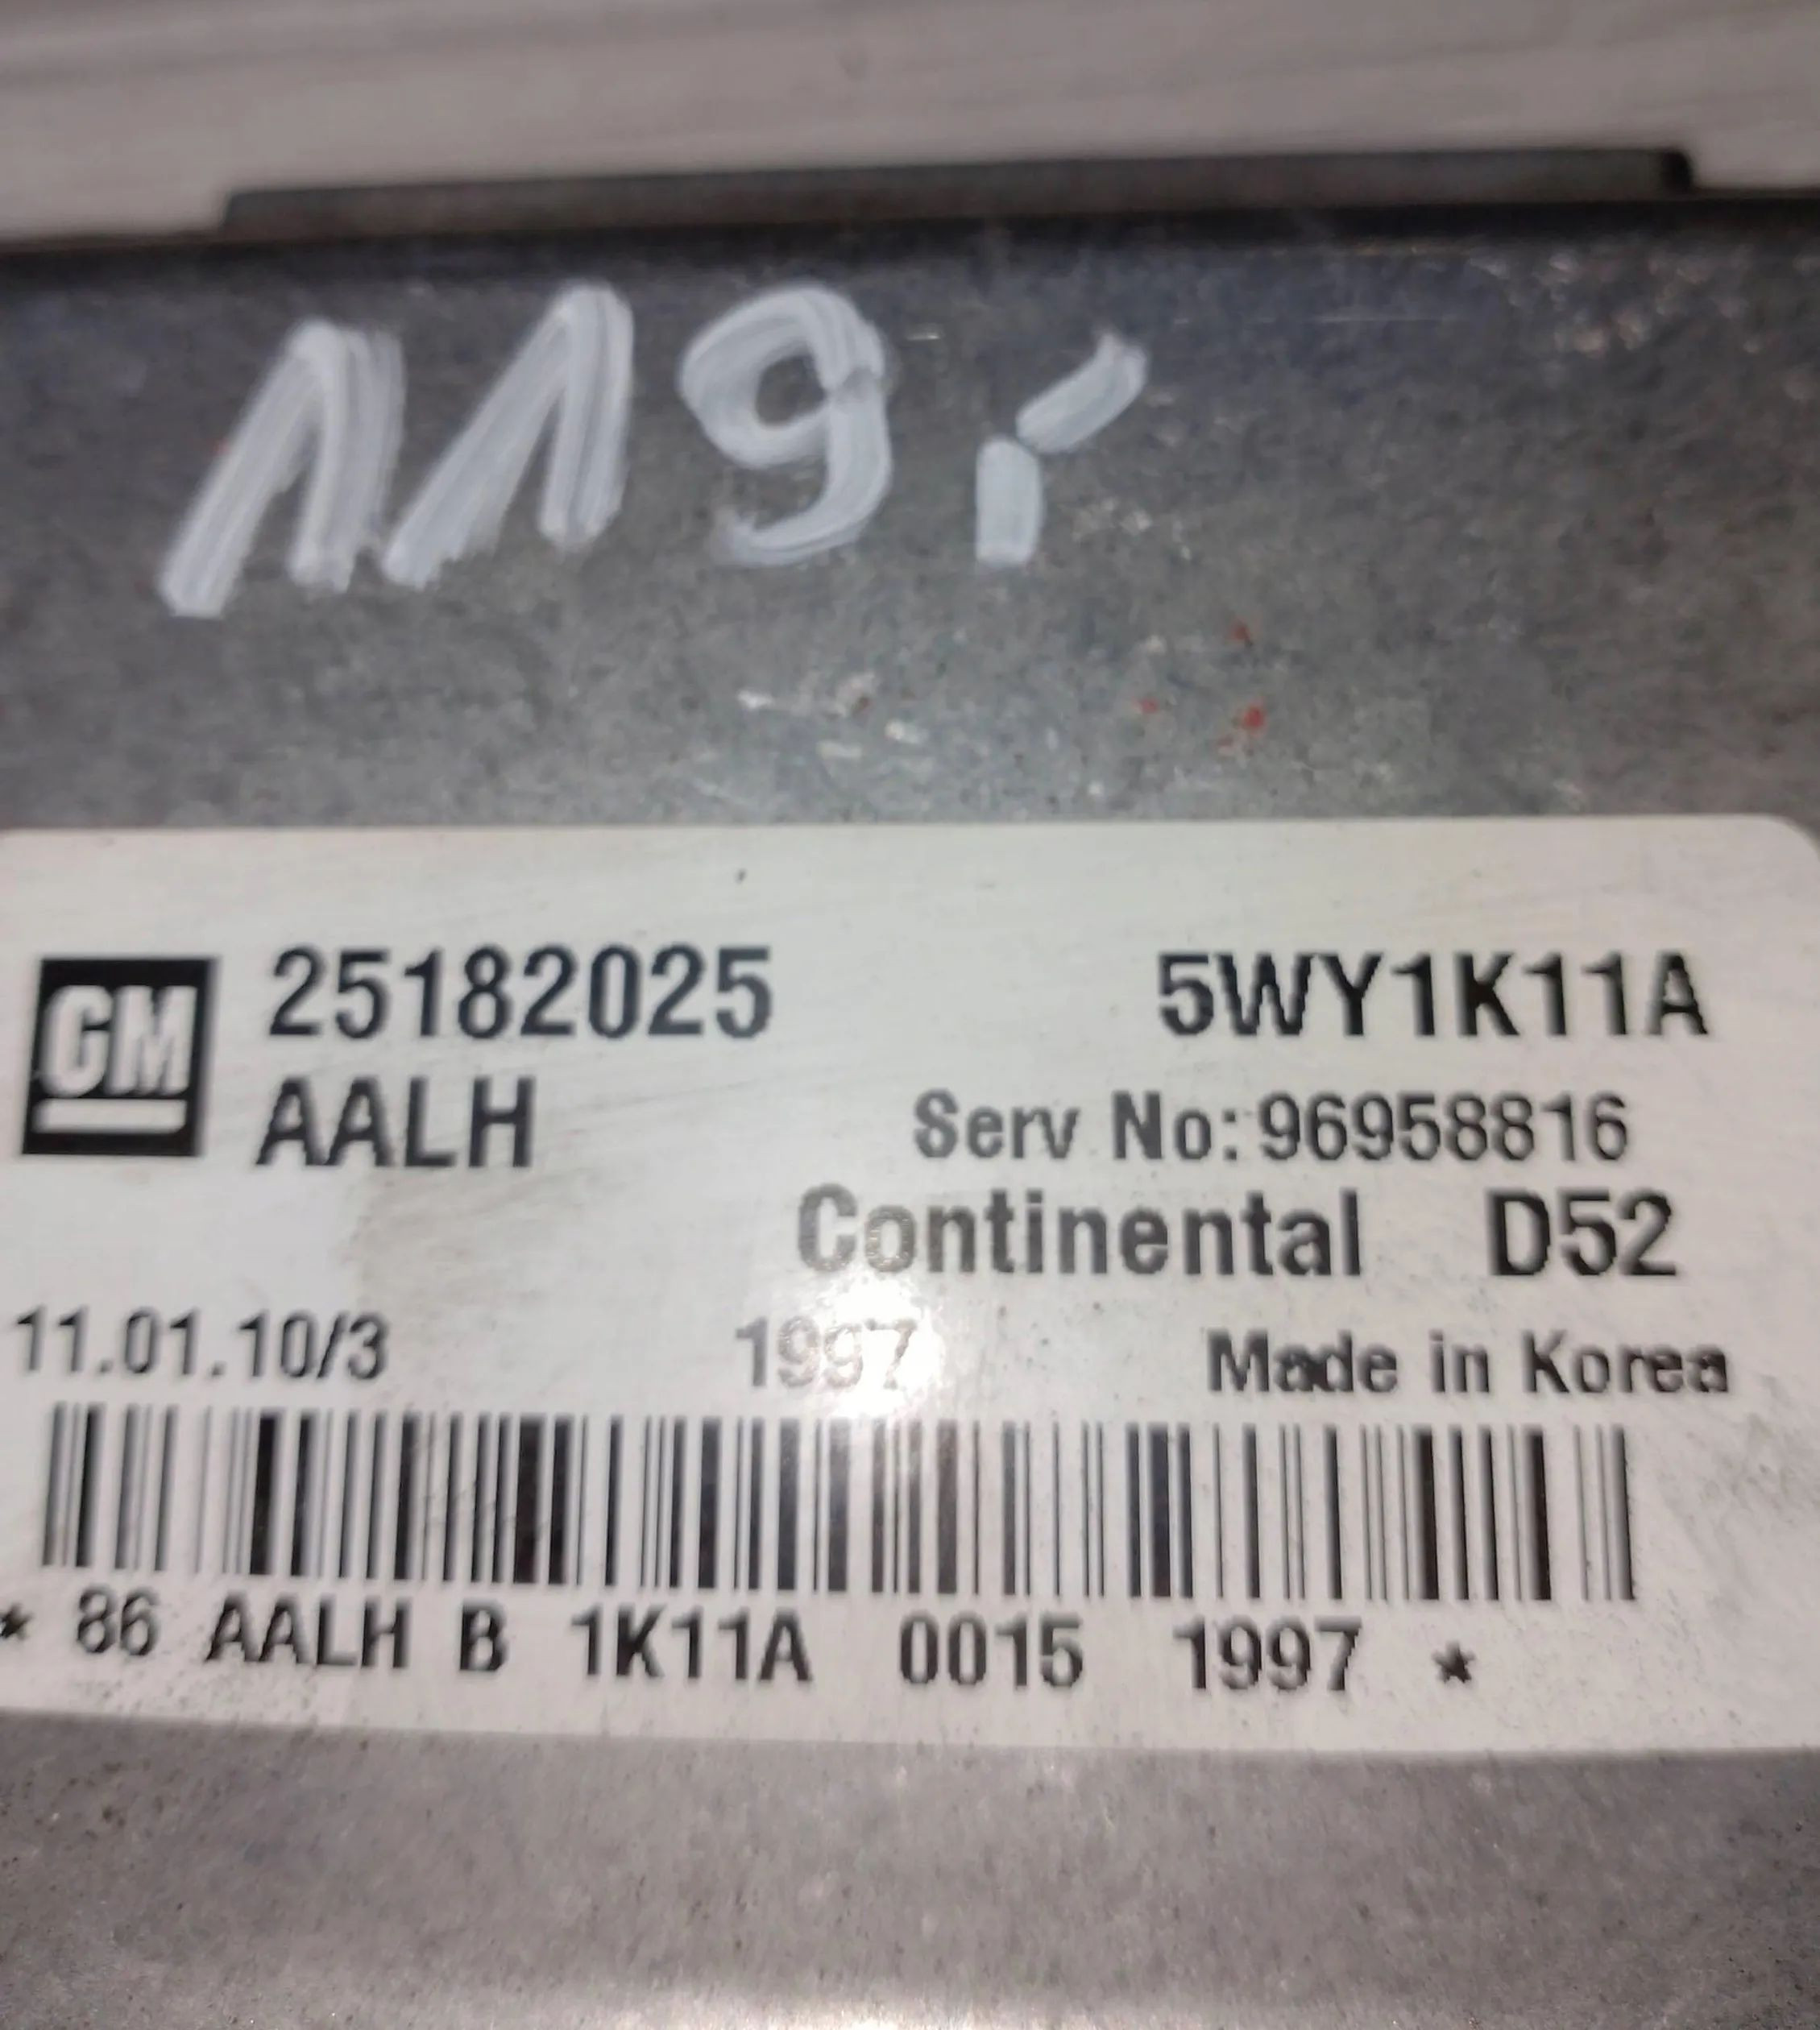 119,-
GM 25182025 5WY1K11A
AALH Serv No:96958816
Continental D52
11.01.10/3 1997 Made in Korea
* 86 AALH B 1K11A 0015 1997 *